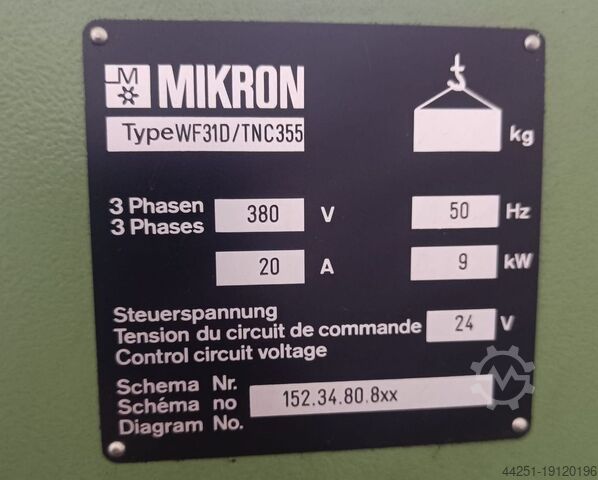 M MIKRON
Type WF31D/TNC355
kg
3 Phasen
3 Phases 380 V 50 Hz
20 A 9 kW
Steuerspannung
Tension du circuit de commande 24 V
Control circuit voltage
Schema Nr.
Schéma no 152.34.80.8xx
Diagram No.
44251-19120196